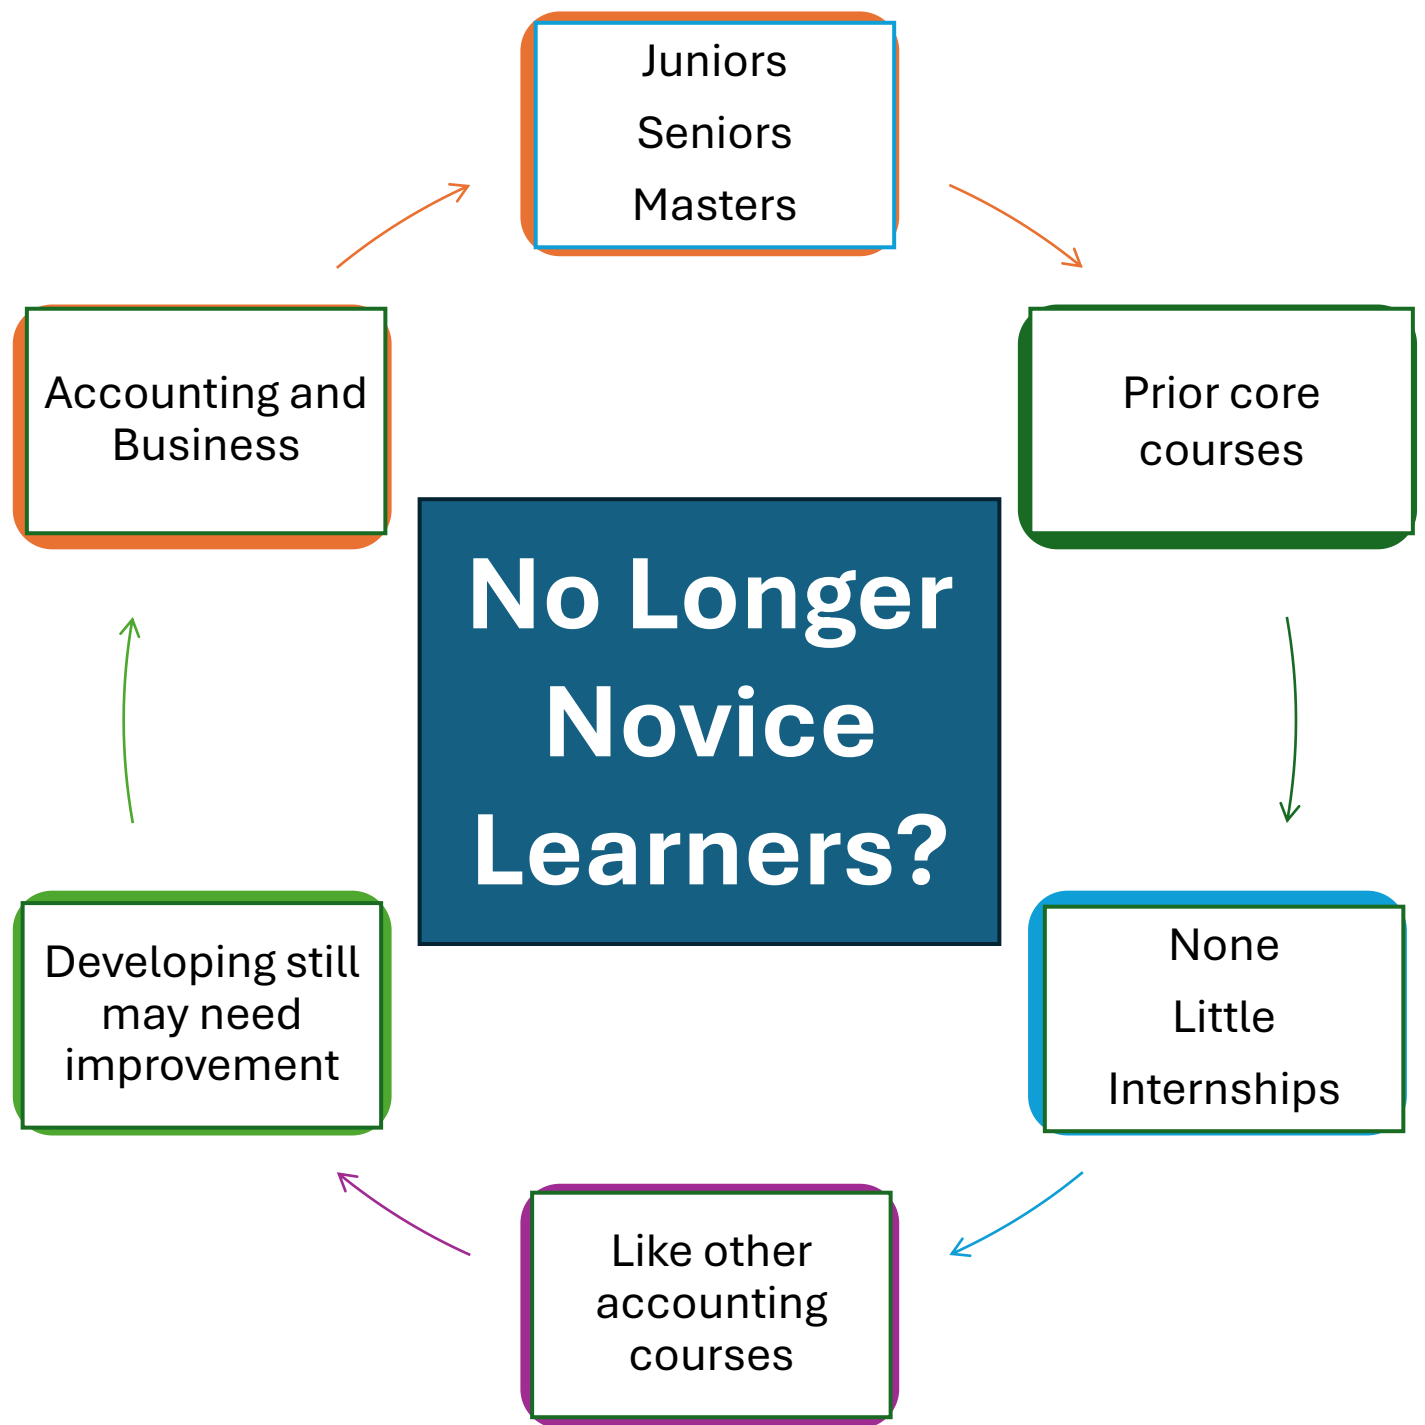 Juniors
Seniors
Masters
Prior core
courses
None
Little
Internships
Like other
accounting
courses
Developing still
may need
improvement
Accounting and
Business
No Longer
Novice
Learners?